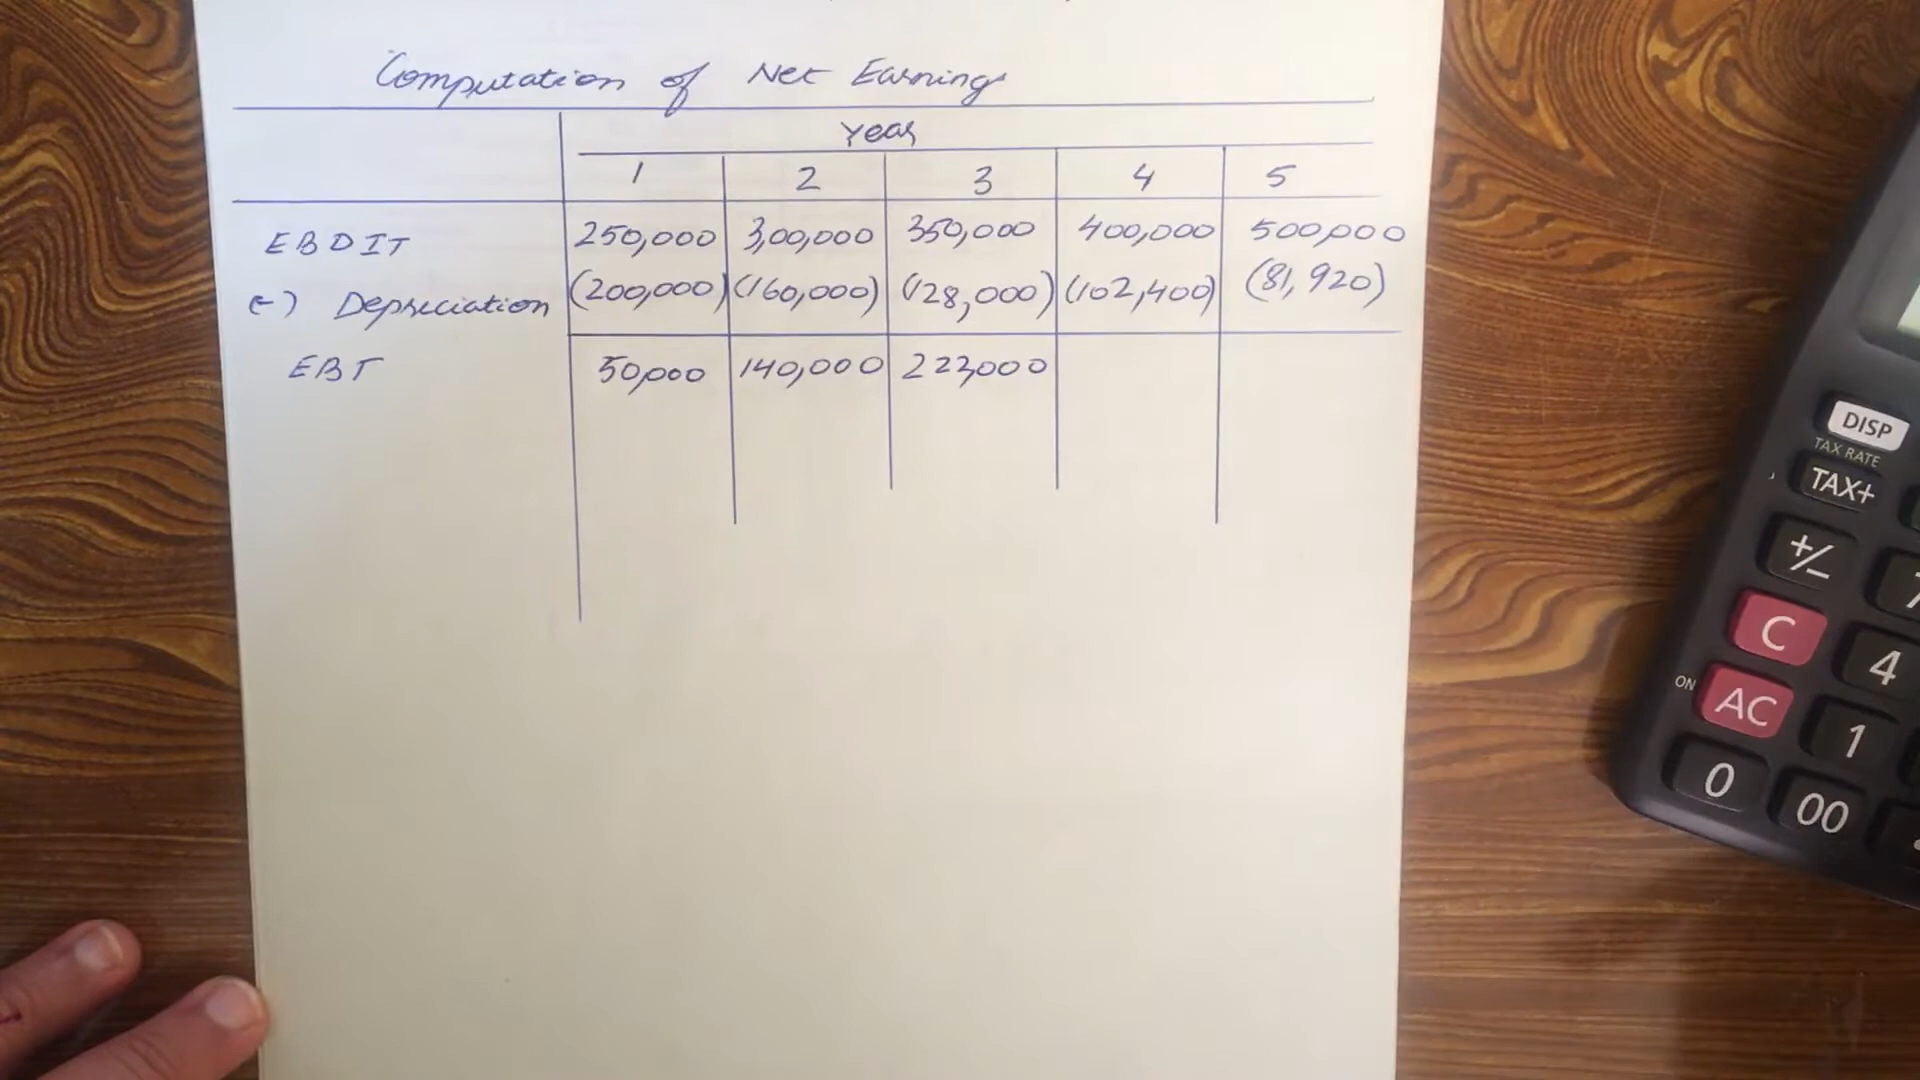 Computation of Net Earnings
Year
1 2 3 4 5
EBDIT 250,000 3,00,000 350,000 400,000 500,000
(-) Depreciation (200,000) (160,000) (128,000) (102,400) (81,920)
EBT 50,000 140,000 222,000
DISP
TAX RATE
TAX+
+/-
7
C
4
ON
AC
1
0
00